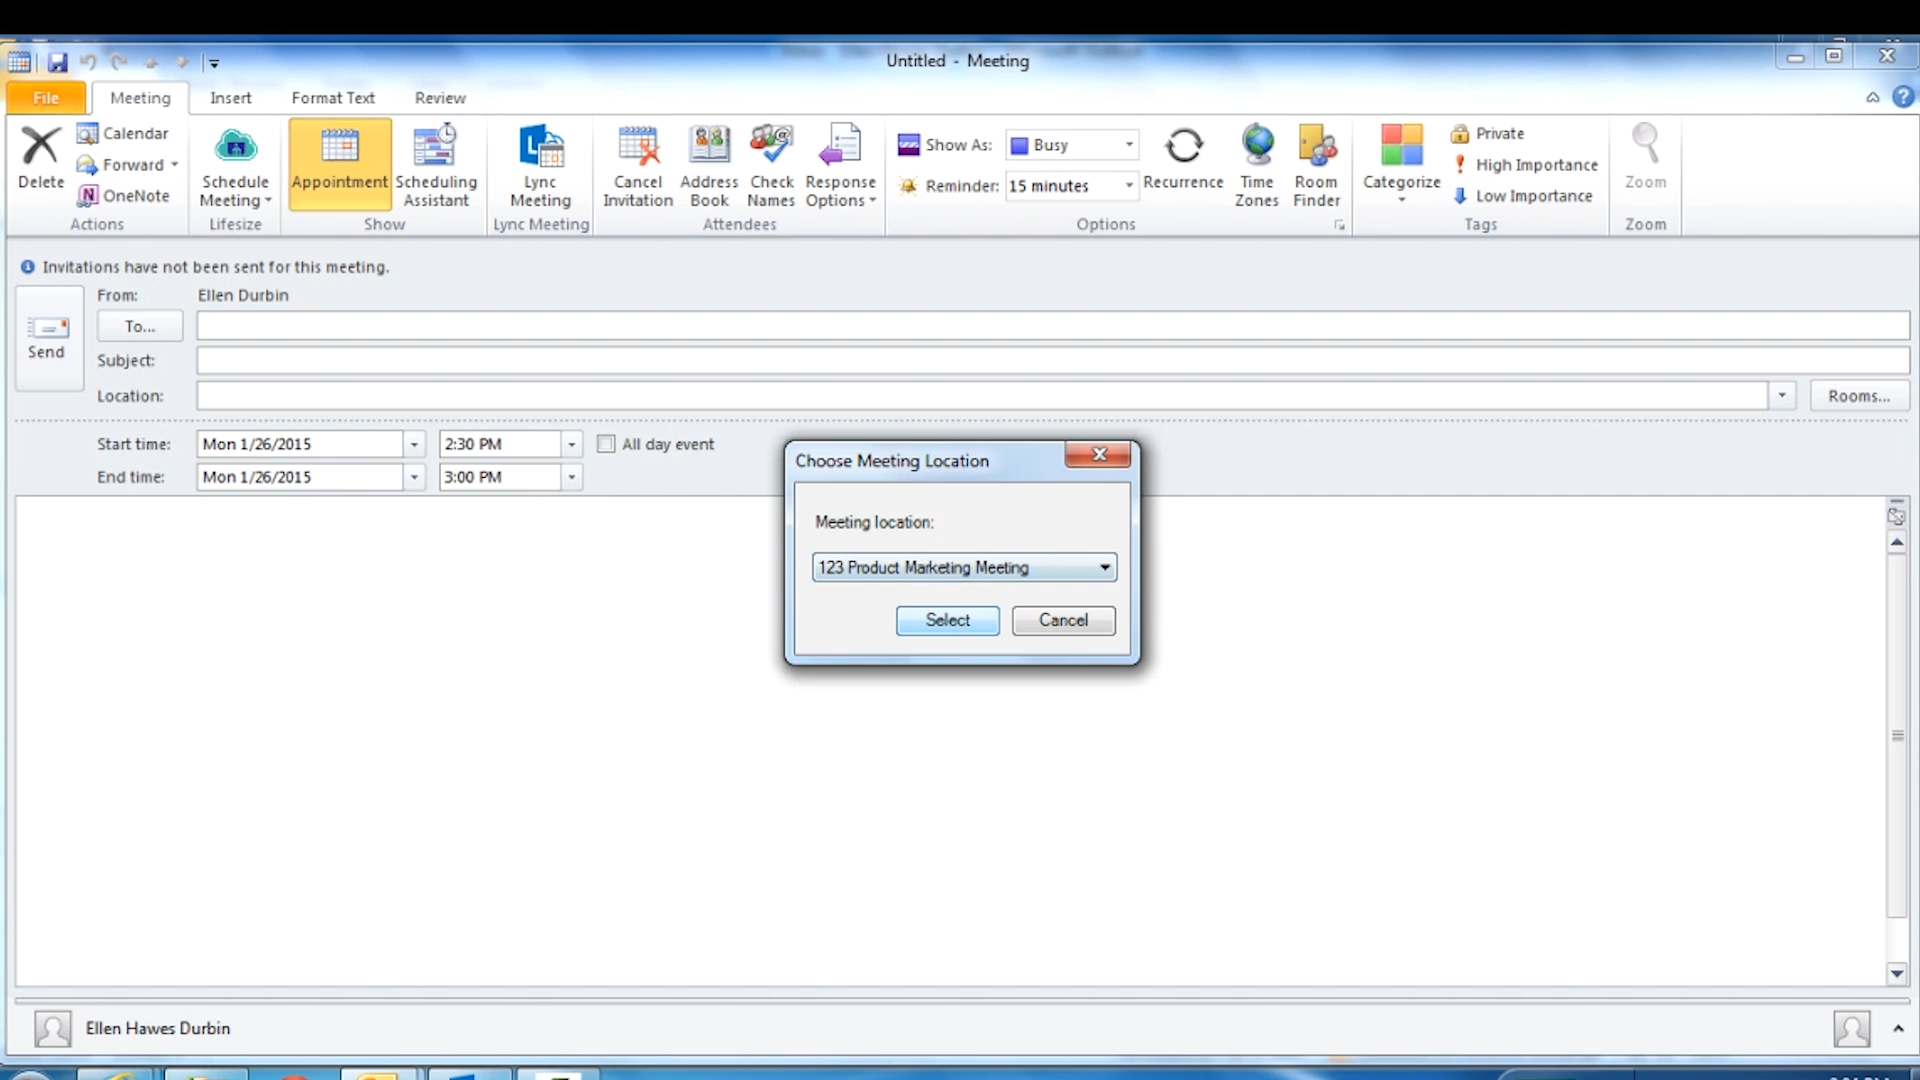 Untitled - Meeting
File Meeting Insert Format Text Review
Delete
Calendar
Forward
OneNote
Actions
Schedule Meeting
Lifesize
Appointment
Scheduling Assistant
Show
Lync Meeting
Lync Meeting
Cancel Invitation
Address Book
Check Names
Response Options
Attendees
Show As: Busy
Reminder: 15 minutes
Recurrence
Time Zones
Room Finder
Options
Categorize
Private
High Importance
Low Importance
Tags
Zoom
Zoom
Invitations have not been sent for this meeting.
Send
From: Ellen Durbin
To...
Subject:
Location: Rooms...
Start time: Mon 1/26/2015 2:30 PM All day event
End time: Mon 1/26/2015 3:00 PM
Choose Meeting Location
Meeting location:
123 Product Marketing Meeting
Select Cancel
Ellen Hawes Durbin